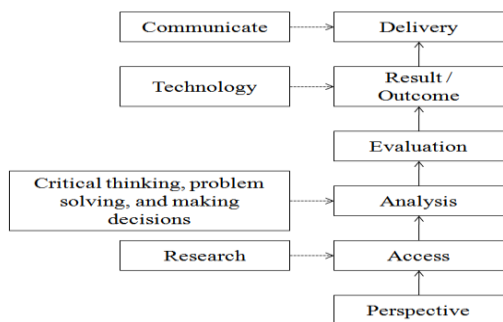 Communicate
Delivery
Technology
Result /
Outcome
Evaluation
Critical thinking, problem
solving, and making
decisions
Analysis
Research
Access
Perspective